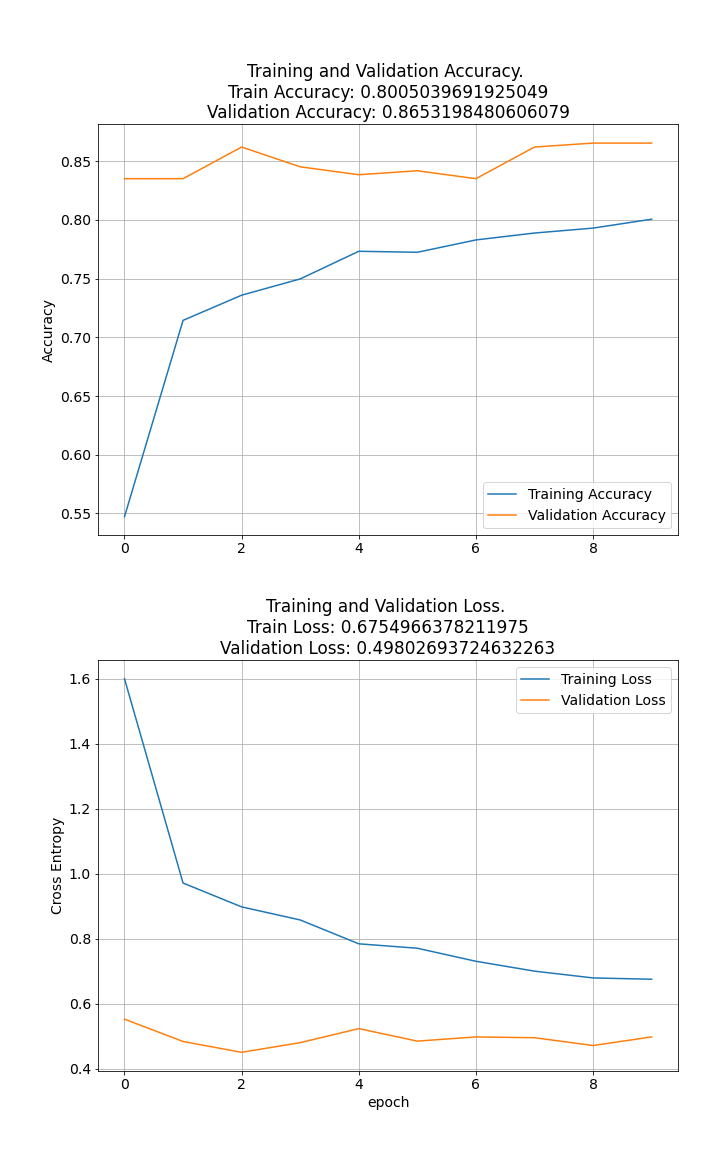 Training and Validation Accuracy.
Train Accuracy: 0.8005039691925049
Validation Accuracy: 0.8653198480606079
0.85
0.80
0.75
0.70
0.65
0.60
0.55
Accuracy
Training Accuracy
Validation Accuracy
0 2 4 6 8
Training and Validation Loss.
Train Loss: 0.6754966378211975
Validation Loss: 0.49802693724632263
1.6
1.4
1.2
1.0
0.8
0.6
0.4
Cross Entropy
Training Loss
Validation Loss
0 2 4 6 8
epoch